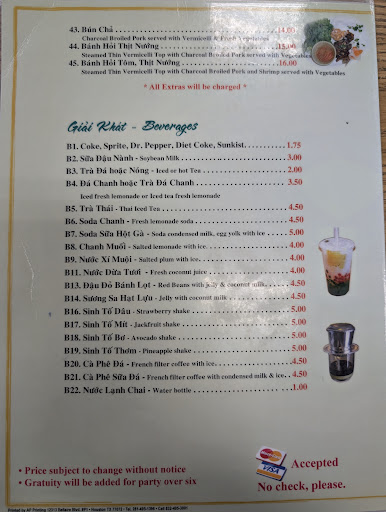 43. Bún Chả 14.00
Charcoal Broiled Pork served with Vermicelli & Fresh Vegetables
44. Bánh Hỏi Thịt Nướng 15.00
Steamed Thin Vermicelli Top with Charcoal Broiled Pork served with Vegetables
45. Bánh Hỏi Tôm, Thịt Nướng 16.00
Steamed Thin Vermicelli Top with Charcoal Broiled Pork and Shrimp served with Vegetables
* All Extras will be charged *
Giải Khát - Beverages
B1. Coke, Sprite, Dr. Pepper, Diet Coke, Sunkist 1.75
B2. Sữa Đậu Nành - Soybean Milk 3.00
B3. Trà Đá hoặc Nóng - Iced or hot Tea 2.00
B4. Đá Chanh hoặc Trà Đá Chanh 3.50
Iced fresh lemonade or Iced tea fresh lemonade
B5. Trà Thái - Thai Iced Tea 4.50
B6. Soda Chanh - Fresh lemonade soda 4.50
B7. Soda Sữa Hột Gà - Soda condensed milk, egg yolk with ice 5.00
B8. Chanh Muối - Salted lemonade with ice. 4.00
B9. Nước Xí Muội - Salted plum with ice. 4.00
B11. Nước Dừa Tươi - Fresh coconut juice 4.00
B13. Đậu Đỏ Bánh Lọt - Red Beans with jelly & coconut milk. 4.50
B14. Sương Sa Hạt Lựu - Jelly with coconut milk 4.50
B16. Sinh Tố Dâu - Strawberry shake 5.00
B17. Sinh Tố Mít - Jackfruit shake 5.00
B18. Sinh Tố Bơ - Avocado shake 5.00
B19. Sinh Tố Thơm - Pineapple shake 5.00
B20. Cà Phê Đá - French filter coffee with ice. 4.50
B21. Cà Phê Sữa Đá - French filter coffee with condensed milk & ice 4.50
B22. Nước Lạnh Chai - Water bottle 1.00
• Price subject to change without notice
• Gratuity will be added for party over six
MasterCard
VISA
Accepted
No check, please.